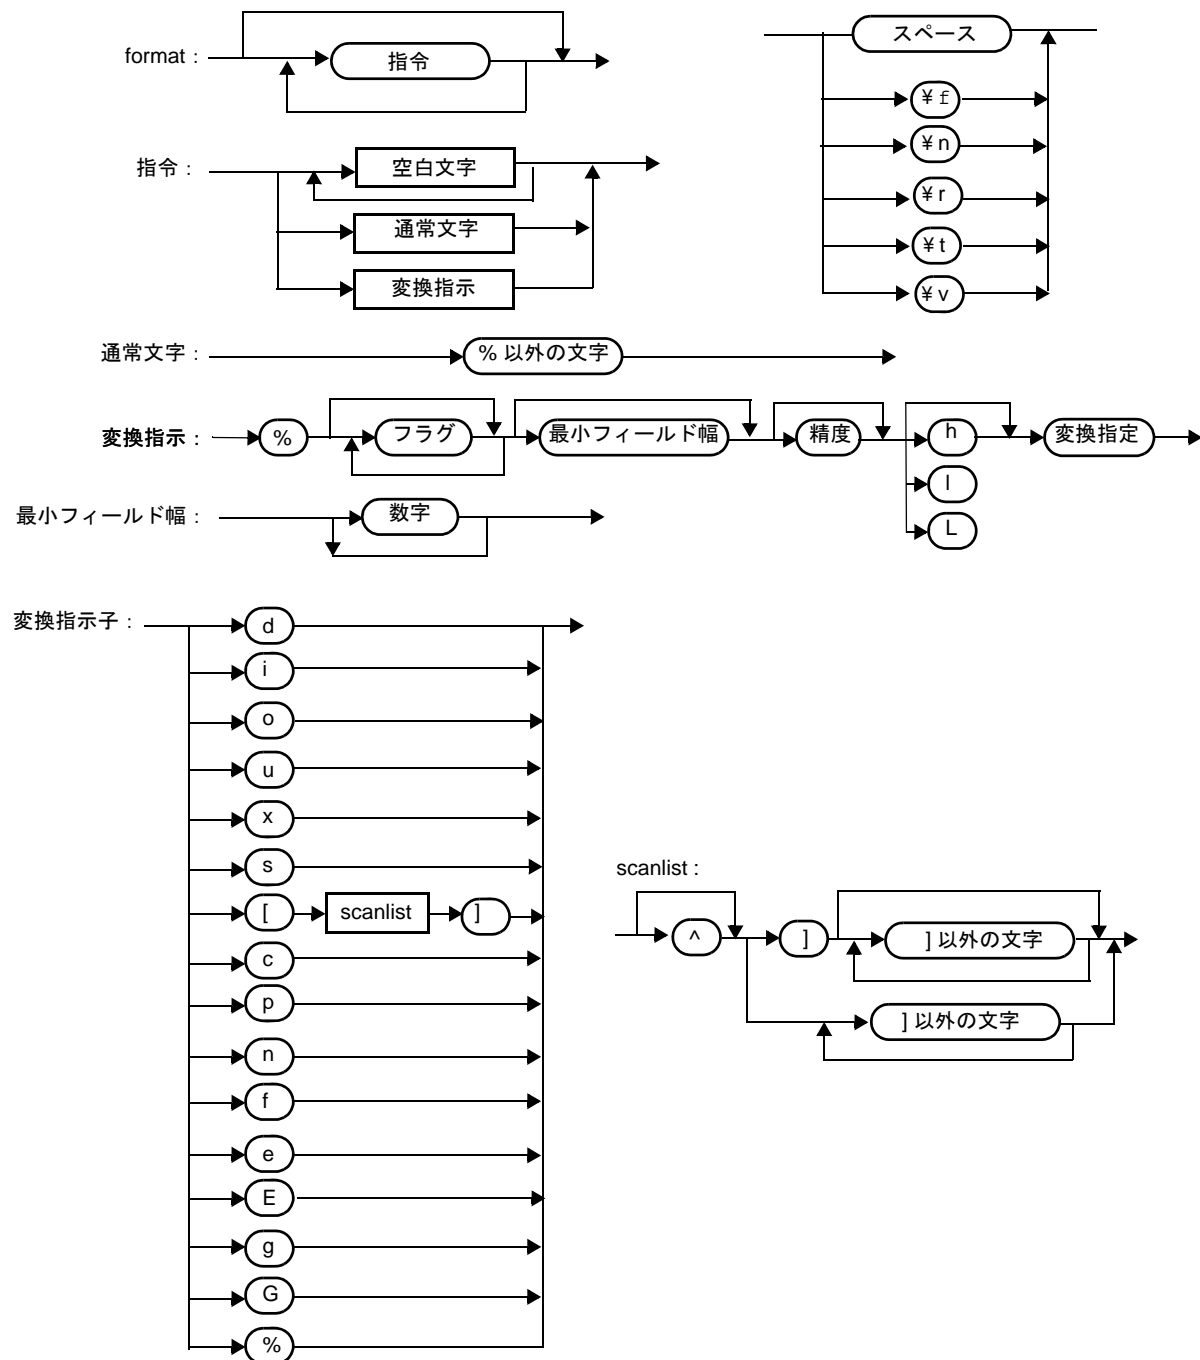 format :
指令
スペース
¥ f
¥ n
¥ r
¥ t
¥ v
指令 :
空白文字
通常文字
変換指示
通常文字 :
% 以外の文字
変換指示 :
%
フラグ
最小フィールド幅
精度
h
l
L
変換指定
最小フィールド幅 :
数字
変換指示子 :
d
i
o
u
x
s
[
scanlist
]
c
p
n
f
e
E
g
G
%
scanlist :
^
]
] 以外の文字
] 以外の文字